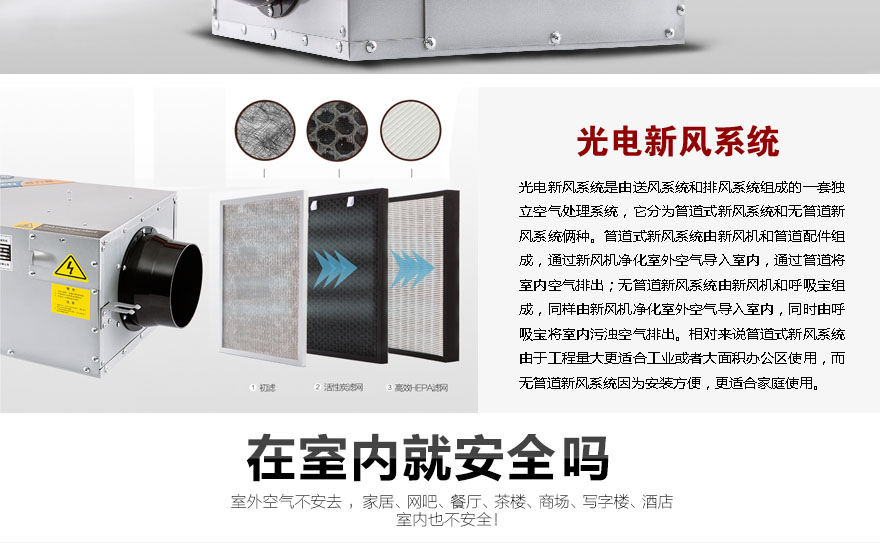 光电新风系统
光电新风系统是由送风系统和排风系统组成的一套独
立空气处理系统，它分为管道式新风系统和无管道新
风系统俩种。管道式新风系统由新风机和管道配件组
成，通过新风机净化室外空气导入室内，通过管道将
室内空气排出；无管道新风系统由新风机和呼吸宝组
成，同样由新风机净化室外空气导入室内，同时由呼
吸宝将室内污浊空气排出。相对来说管道式新风系统
由于工程量大更适合工业或者大面积办公区使用，而
无管道新风系统因为安装方便，更适合家庭使用。
1 初滤
2 活性炭滤网
3 高效HEPA滤网
在室内就安全吗
室外空气不安去，家居、网吧、餐厅、茶楼、商场、写字楼、酒店
室内也不安全！